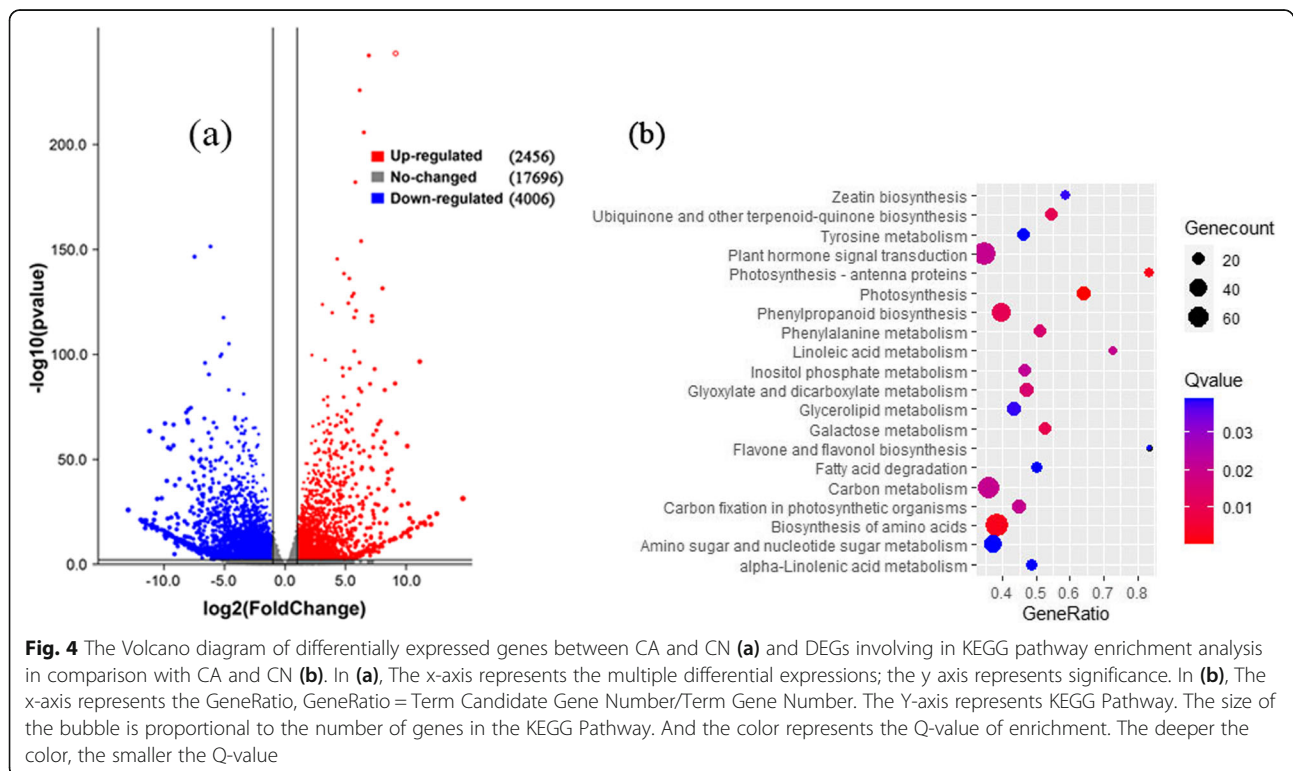 (a)
-log10(pvalue)
200.0
150.0
100.0
50.0
0.0
Up-regulated (2456)
No-changed (17696)
Down-regulated (4006)
-10.0 -5.0 0.0 5.0 10.0
log2(FoldChange)
(b)
Zeatin biosynthesis
Ubiquinone and other terpenoid-quinone biosynthesis
Tyrosine metabolism
Plant hormone signal transduction
Photosynthesis - antenna proteins
Photosynthesis
Phenylpropanoid biosynthesis
Phenylalanine metabolism
Linoleic acid metabolism
Inositol phosphate metabolism
Glyoxylate and dicarboxylate metabolism
Glycerolipid metabolism
Galactose metabolism
Flavone and flavonol biosynthesis
Fatty acid degradation
Carbon metabolism
Carbon fixation in photosynthetic organisms
Biosynthesis of amino acids
Amino sugar and nucleotide sugar metabolism
alpha-Linolenic acid metabolism
0.4 0.5 0.6 0.7 0.8
GeneRatio
Genecount
20
40
60
Qvalue
0.03
0.02
0.01
Fig. 4 The Volcano diagram of differentially expressed genes between CA and CN (a) and DEGs involving in KEGG pathway enrichment analysis
in comparison with CA and CN (b). In (a), The x-axis represents the multiple differential expressions; the y axis represents significance. In (b), The
x-axis represents the GeneRatio, GeneRatio = Term Candidate Gene Number/Term Gene Number. The Y-axis represents KEGG Pathway. The size of
the bubble is proportional to the number of genes in the KEGG Pathway. And the color represents the Q-value of enrichment. The deeper the
color, the smaller the Q-value